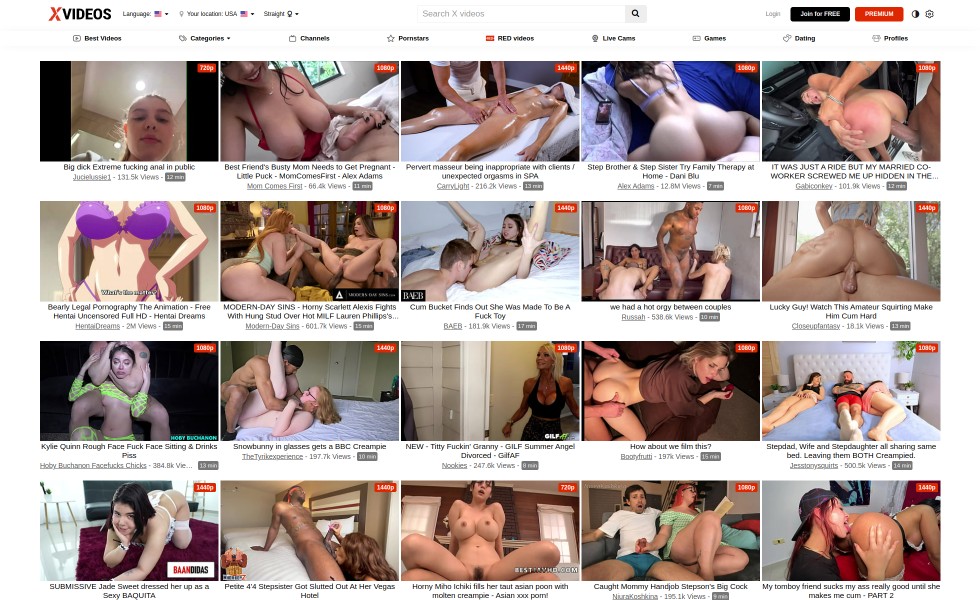 XVIDEOS
Language:
Your location: USA
Straight
Search X videos
Login
Join for FREE
PREMIUM
Best Videos
Categories
Channels
Pornstars
RED videos
Live Cams
Games
Dating
Profiles
720p
Big dick Extreme fucking anal in public
Jucielussie1 - 131.5k Views - 12 min
1080p
Best Friend's Busty Mom Needs to Get Pregnant -
Little Puck - MomComesFirst - Alex Adams
Mom Comes First - 66.4k Views - 11 min
1440p
Pervert masseur being inappropriate with clients /
unexpected orgasms in SPA
CarryLight - 216.2k Views - 13 min
1080p
Step Brother & Step Sister Try Family Therapy at
Home - Dani Blu
Alex Adams - 12.8M Views - 7 min
1080p
IT WAS JUST A RIDE BUT MY MARRIED CO-
WORKER SCREWED ME UP HIDDEN IN THE...
Gabiconkey - 101.9k Views - 12 min
1080p
What's the matter?
Bearly Legal Pornography The Animation - Free
Hentai Uncensored Full HD - Hentai Dreams
HentaiDreams - 2M Views - 15 min
1080p
MODERN-DAY SINS
MODERN-DAY SINS - Horny Scarlett Alexis Fights
With Hung Stud Over Hot MILF Lauren Phillips's...
Modern-Day Sins - 601.7k Views - 15 min
1440p
BAEB
Cum Bucket Finds Out She Was Made To Be A
Fuck Toy
BAEB - 181.9k Views - 17 min
1080p
we had a hot orgy between couples
Russah - 538.6k Views - 10 min
1440p
Lucky Guy! Watch This Amateur Squirting Make
Him Cum Hard
Closeupfantasy - 18.1k Views - 13 min
1080p
HOBY BUCHANON
Kylie Quinn Rough Face Fuck Face Sitting & Drinks
Piss
Hoby Buchanon Facefucks Chicks - 384.8k Vie... - 13 min
1440p
Snowbunny in glasses gets a BBC Creampie
TheTyrikexperience - 197.7k Views - 10 min
1080p
GILFAF
NEW - Titty Fuckin' Granny - GILF Summer Angel
Divorced - GilfAF
Nookies - 247.6k Views - 8 min
1080p
How about we film this?
Bootyfrutti - 197k Views - 15 min
1080p
Stepdad, Wife and Stepdaughter all sharing same
bed. Leaving them BOTH Creampied.
Jesstonysquirts - 500.5k Views - 14 min
1440p
BAANDIDAS
SUBMISSIVE Jade Sweet dressed her up as a
Sexy BAQUITA
1440p
Petite 4'4 Stepsister Got Slutted Out At Her Vegas
Hotel
720p
Horny Miho Ichiki fills her taut asian poon with
molten creampie - Asian xxx porn!
1080p
Caught Mommy Handjob Stepson's Big Cock
NiuraKoshkina - 195.1k Views - 9 min
1440p
My tomboy friend sucks my ass really good until she
makes me cum - PART 2